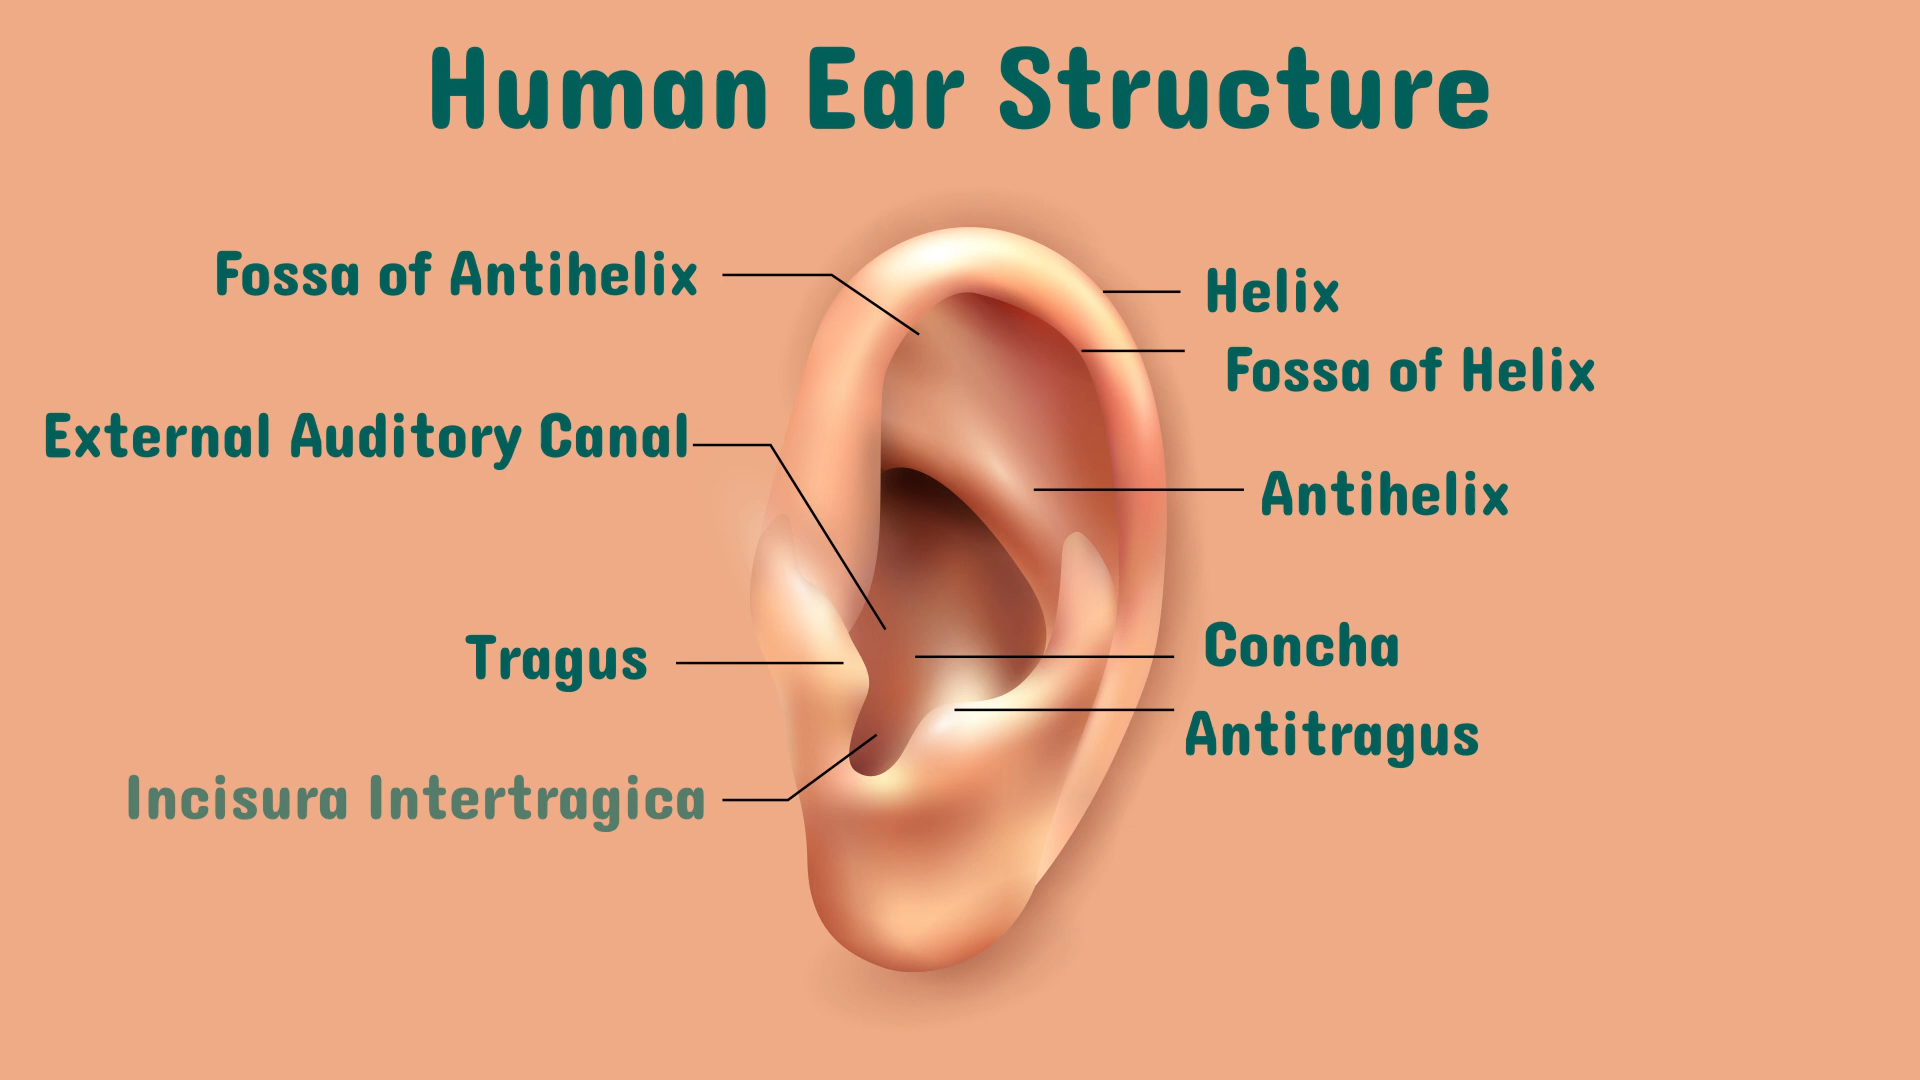 Human Ear Structure
Fossa of Antihelix
Helix
Fossa of Helix
External Auditory Canal
Antihelix
Tragus
Concha
Antitragus
Incisura Intertragica